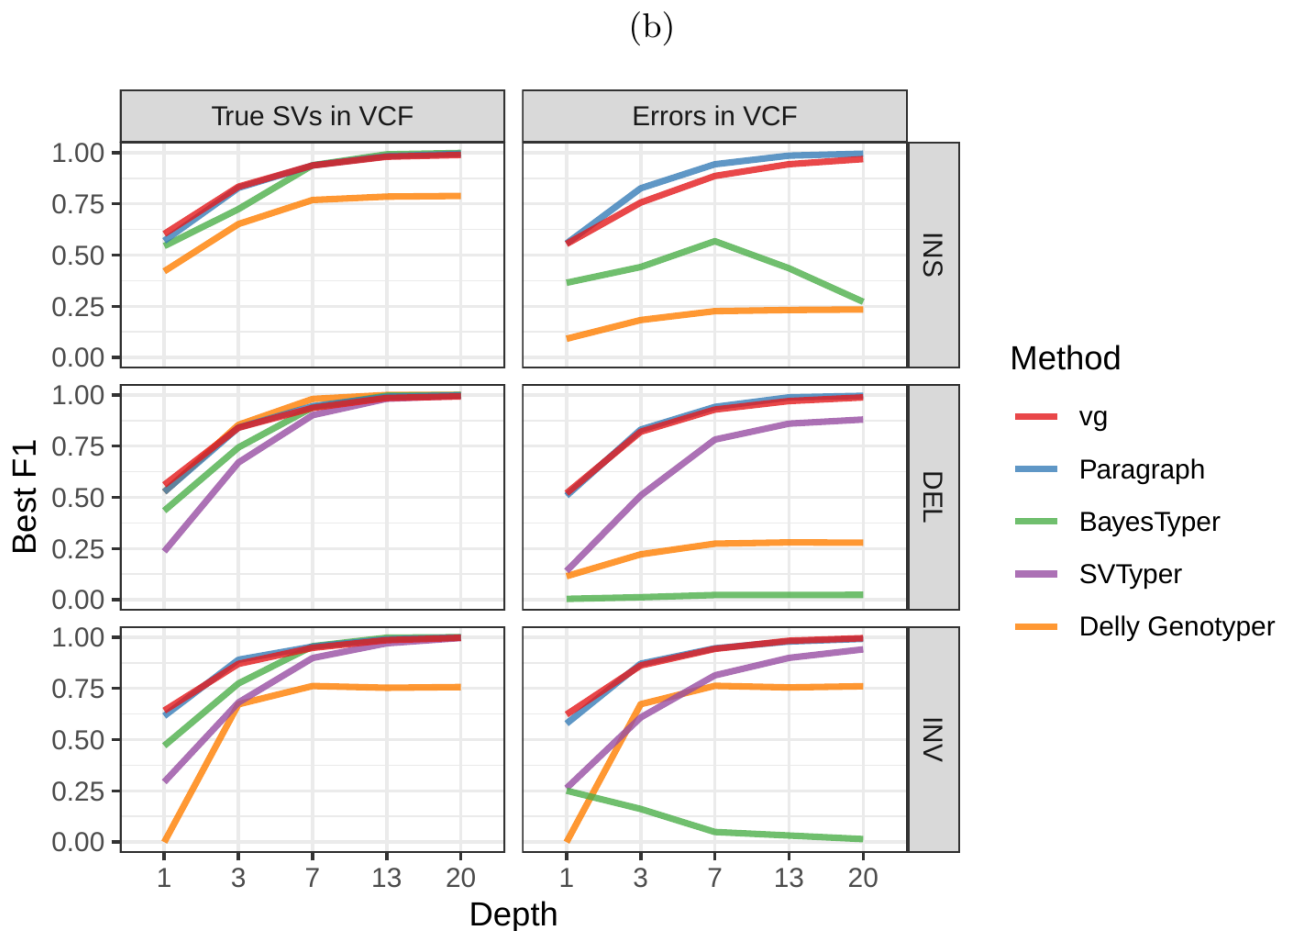 (b)
True SVs in VCF
Errors in VCF
1.00
0.75
0.50
0.25
0.00
INS
1.00
0.75
0.50
0.25
0.00
DEL
1.00
0.75
0.50
0.25
0.00
INV
Best F1
1 3 7 13 20
1 3 7 13 20
Depth
Method
vg
Paragraph
BayesTyper
SVTyper
Delly Genotyper